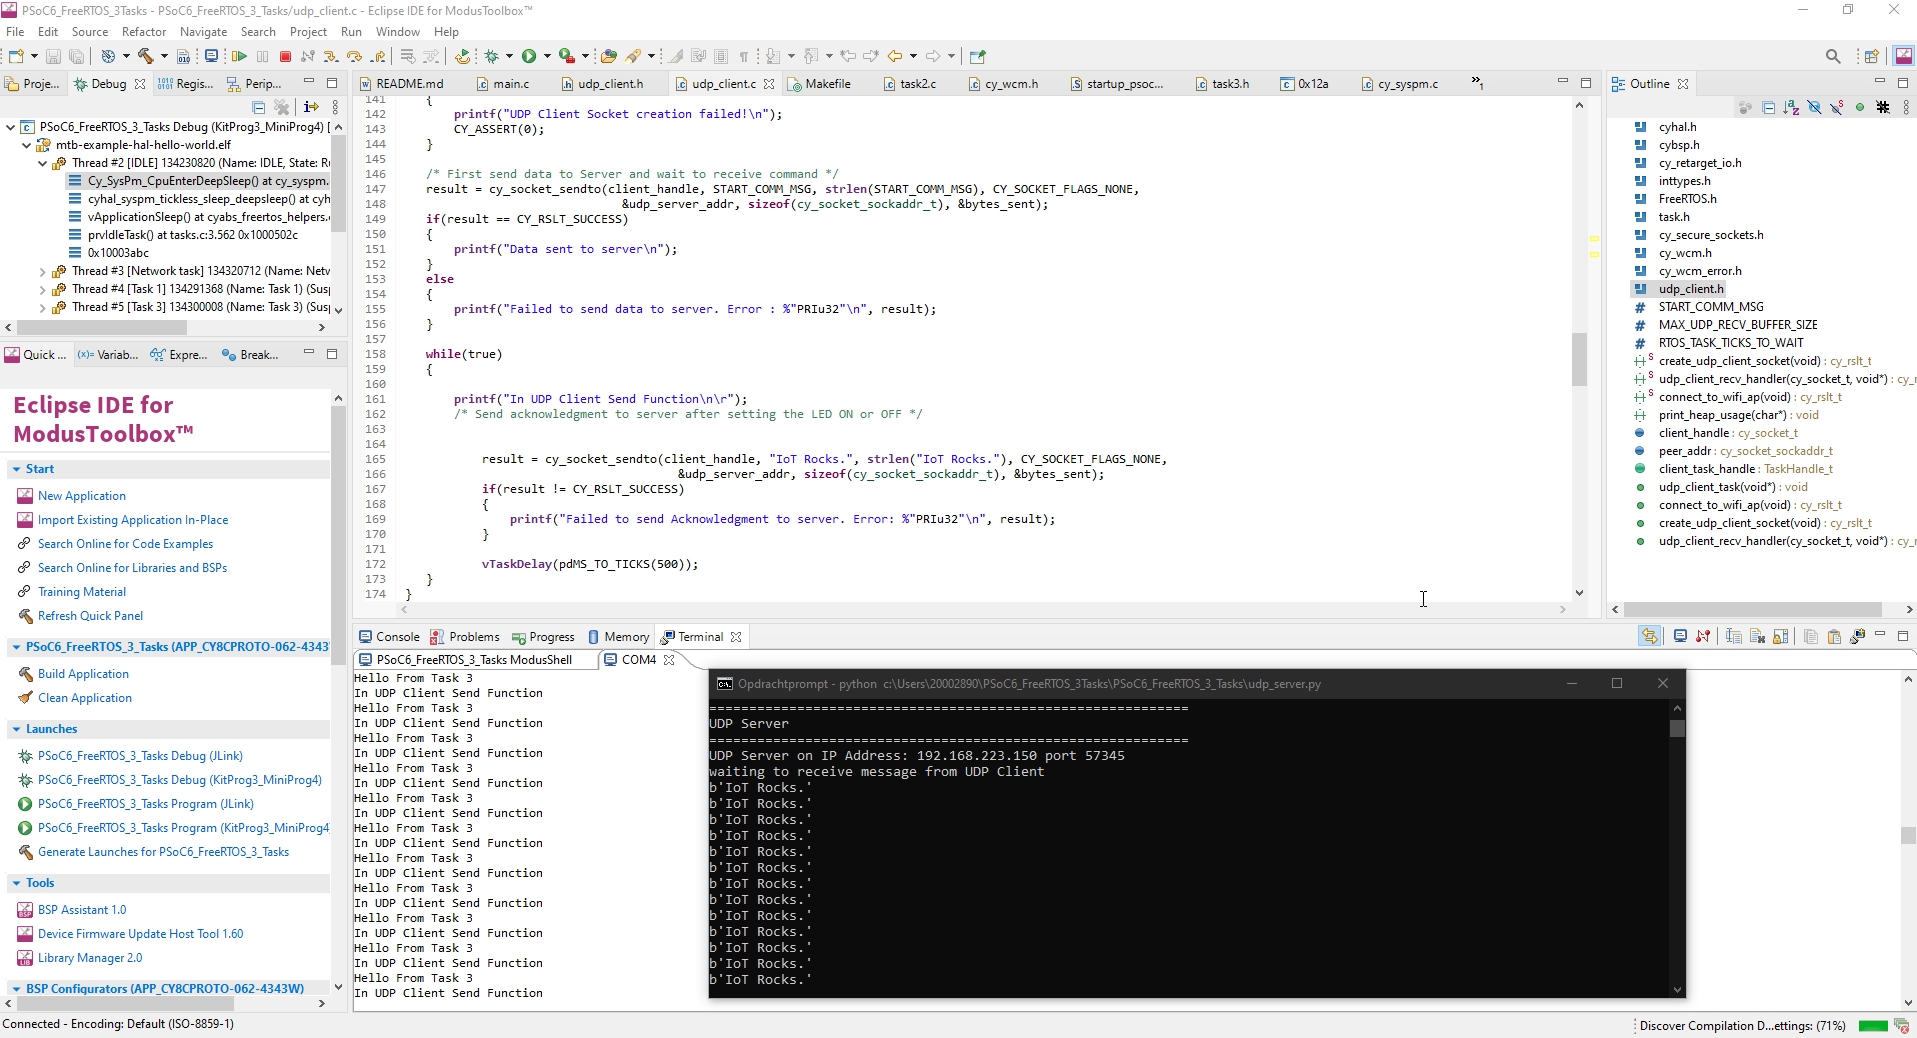 PSoC6_FreeRTOS_3Tasks - PSoC6_FreeRTOS_3_Tasks/udp_client.c - Eclipse IDE for ModusToolbox™
File Edit Source Refactor Navigate Search Project Run Window Help
Proje... Debug Regis... Perip...
README.md main.c udp_client.h udp_client.c Makefile task2.c cy_wcm.h startup_psoc... task3.h 0x12a cy_syspm.c »1
Outline
PSoC6_FreeRTOS_3_Tasks Debug (KitProg3_MiniProg4) [
mtb-example-hal-hello-world.elf
Thread #2 [IDLE] 134230820 (Name: IDLE, State: Ru
Cy_SysPm_CpuEnterDeepSleep() at cy_syspm.
cyhal_syspm_tickless_sleep_deepsleep() at cyh
vApplicationSleep() at cyabs_freertos_helpers.
prvIdleTask() at tasks.c:3.562 0x1000502c
0x10003abc
Thread #3 [Network task] 134320712 (Name: Netv
Thread #4 [Task 1] 134291368 (Name: Task 1) (Sus
Thread #5 [Task 3] 134300008 (Name: Task 3) (Sus
Quick ... (x)= Variab... Expre... Break...
Eclipse IDE for
ModusToolbox™
Start
New Application
Import Existing Application In-Place
Search Online for Code Examples
Search Online for Libraries and BSPs
Training Material
Refresh Quick Panel
PSoC6_FreeRTOS_3_Tasks (APP_CY8CPROTO-062-4343
Build Application
Clean Application
Launches
PSoC6_FreeRTOS_3_Tasks Debug (JLink)
PSoC6_FreeRTOS_3_Tasks Debug (KitProg3_MiniProg4)
PSoC6_FreeRTOS_3_Tasks Program (JLink)
PSoC6_FreeRTOS_3_Tasks Program (KitProg3_MiniProg4
Generate Launches for PSoC6_FreeRTOS_3_Tasks
Tools
BSP Assistant 1.0
Device Firmware Update Host Tool 1.60
Library Manager 2.0
BSP Configurators (APP_CY8CPROTO-062-4343W)
141 {
142 printf("UDP Client Socket creation failed!\n");
143 CY_ASSERT(0);
144 }
145
146 /* First send data to Server and wait to receive command */
147 result = cy_socket_sendto(client_handle, START_COMM_MSG, strlen(START_COMM_MSG), CY_SOCKET_FLAGS_NONE,
148 &udp_server_addr, sizeof(cy_socket_sockaddr_t), &bytes_sent);
149 if(result == CY_RSLT_SUCCESS)
150 {
151 printf("Data sent to server\n");
152 }
153 else
154 {
155 printf("Failed to send data to server. Error : %"PRIu32"\n", result);
156 }
157
158 while(true)
159 {
160
161 printf("In UDP Client Send Function\n\r");
162 /* Send acknowledgment to server after setting the LED ON or OFF */
163
164
165 result = cy_socket_sendto(client_handle, "IoT Rocks.", strlen("IoT Rocks."), CY_SOCKET_FLAGS_NONE,
166 &udp_server_addr, sizeof(cy_socket_sockaddr_t), &bytes_sent);
167 if(result != CY_RSLT_SUCCESS)
168 {
169 printf("Failed to send Acknowledgment to server. Error: %"PRIu32"\n", result);
170 }
171
172 vTaskDelay(pdMS_TO_TICKS(500));
173 }
174 }
cyhal.h
cybsp.h
cy_retarget_io.h
inttypes.h
FreeRTOS.h
task.h
cy_secure_sockets.h
cy_wcm.h
cy_wcm_error.h
udp_client.h
START_COMM_MSG
MAX_UDP_RECV_BUFFER_SIZE
RTOS_TASK_TICKS_TO_WAIT
create_udp_client_socket(void) : cy_rslt_t
udp_client_recv_handler(cy_socket_t, void*) : cy_r
connect_to_wifi_ap(void) : cy_rslt_t
print_heap_usage(char*) : void
client_handle : cy_socket_t
peer_addr : cy_socket_sockaddr_t
client_task_handle : TaskHandle_t
udp_client_task(void*) : void
connect_to_wifi_ap(void) : cy_rslt_t
create_udp_client_socket(void) : cy_rslt_t
udp_client_recv_handler(cy_socket_t, void*) : cy_r
Console Problems Progress Memory Terminal
PSoC6_FreeRTOS_3_Tasks ModusShell COM4
Hello From Task 3
In UDP Client Send Function
Hello From Task 3
In UDP Client Send Function
Hello From Task 3
In UDP Client Send Function
Hello From Task 3
In UDP Client Send Function
Hello From Task 3
In UDP Client Send Function
Hello From Task 3
In UDP Client Send Function
Hello From Task 3
In UDP Client Send Function
Hello From Task 3
In UDP Client Send Function
Hello From Task 3
In UDP Client Send Function
Hello From Task 3
In UDP Client Send Function
Hello From Task 3
In UDP Client Send Function
Opdrachtprompt - python c:\Users\20002890\PSoC6_FreeRTOS_3Tasks\PSoC6_FreeRTOS_3_Tasks\udp_server.py
============================================================
UDP Server
============================================================
UDP Server on IP Address: 192.168.223.150 port 57345
waiting to receive message from UDP Client
b'IoT Rocks.'
b'IoT Rocks.'
b'IoT Rocks.'
b'IoT Rocks.'
b'IoT Rocks.'
b'IoT Rocks.'
b'IoT Rocks.'
b'IoT Rocks.'
b'IoT Rocks.'
b'IoT Rocks.'
b'IoT Rocks.'
b'IoT Rocks.'
b'IoT Rocks.'
Connected - Encoding: Default (ISO-8859-1)
Discover Compilation D...ettings: (71%)